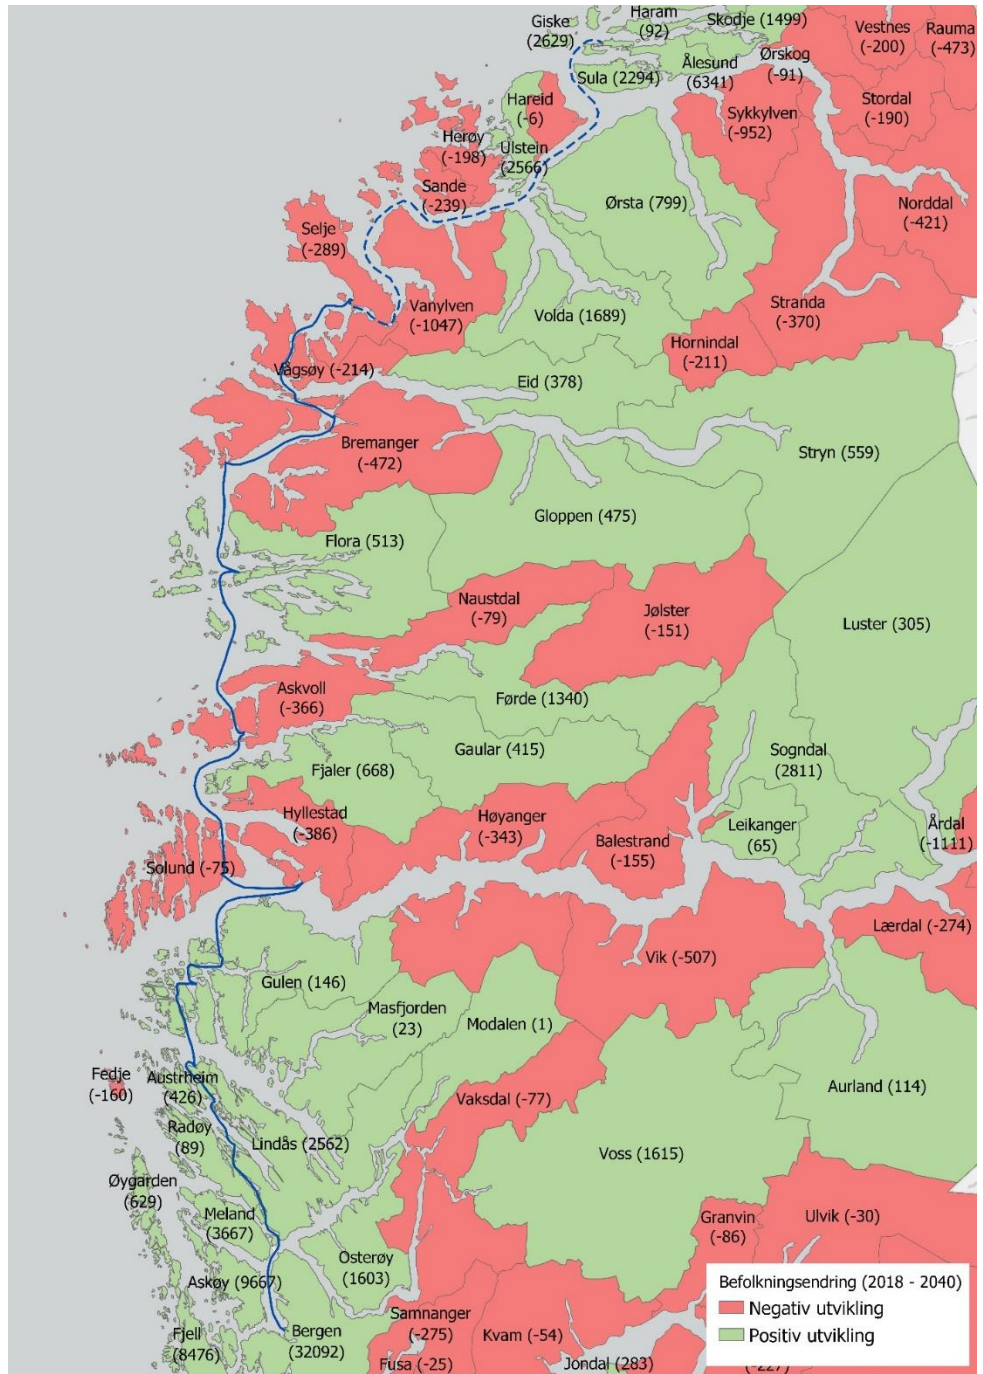 Haram
(92)
Skodje (1499)
Giske
(2629)
Vestnes
(-200)
Rauma
(-473)
Ørskog
(-91)
Ålesund
(6341)
Sula (2294)
Hareid
(-6)
Stordal
(-190)
Sykkylven
(-952)
Herøy
(-198)
Ulstein
(2566)
Sande
(-239)
Ørsta (799)
Norddal
(-421)
Selje
(-289)
Vanylven
(-1047)
Volda (1689)
Stranda
(-370)
Hornindal
(-211)
Vågsøy (-214)
Eid (378)
Bremanger
(-472)
Stryn (559)
Gloppen (475)
Flora (513)
Naustdal
(-79)
Jølster
(-151)
Luster (305)
Askvoll
(-366)
Førde (1340)
Gaular (415)
Sogndal
(2811)
Fjaler (668)
Hyllestad
(-386)
Høyanger
(-343)
Leikanger
(65)
Årdal
(-1111)
Balestrand
(-155)
Solund (-75)
Lærdal (-274)
Vik (-507)
Gulen (146)
Masfjorden
(23)
Modalen (1)
Fedje
(-160)
Austrheim
(426)
Aurland (114)
Vaksdal (-77)
Radøy
(89)
Lindås (2562)
Voss (1615)
Øygarden
(629)
Meland
(3667)
Granvin
(-86)
Ulvik (-30)
Osterøy
(1603)
Askøy (9667)
Samnanger
(-275)
Kvam (-54)
Fjell
(8476)
Bergen
(32092)
Fusa (-25)
Jondal (283)
(-227)
Befolkningsendring (2018 - 2040)
Negativ utvikling
Positiv utvikling